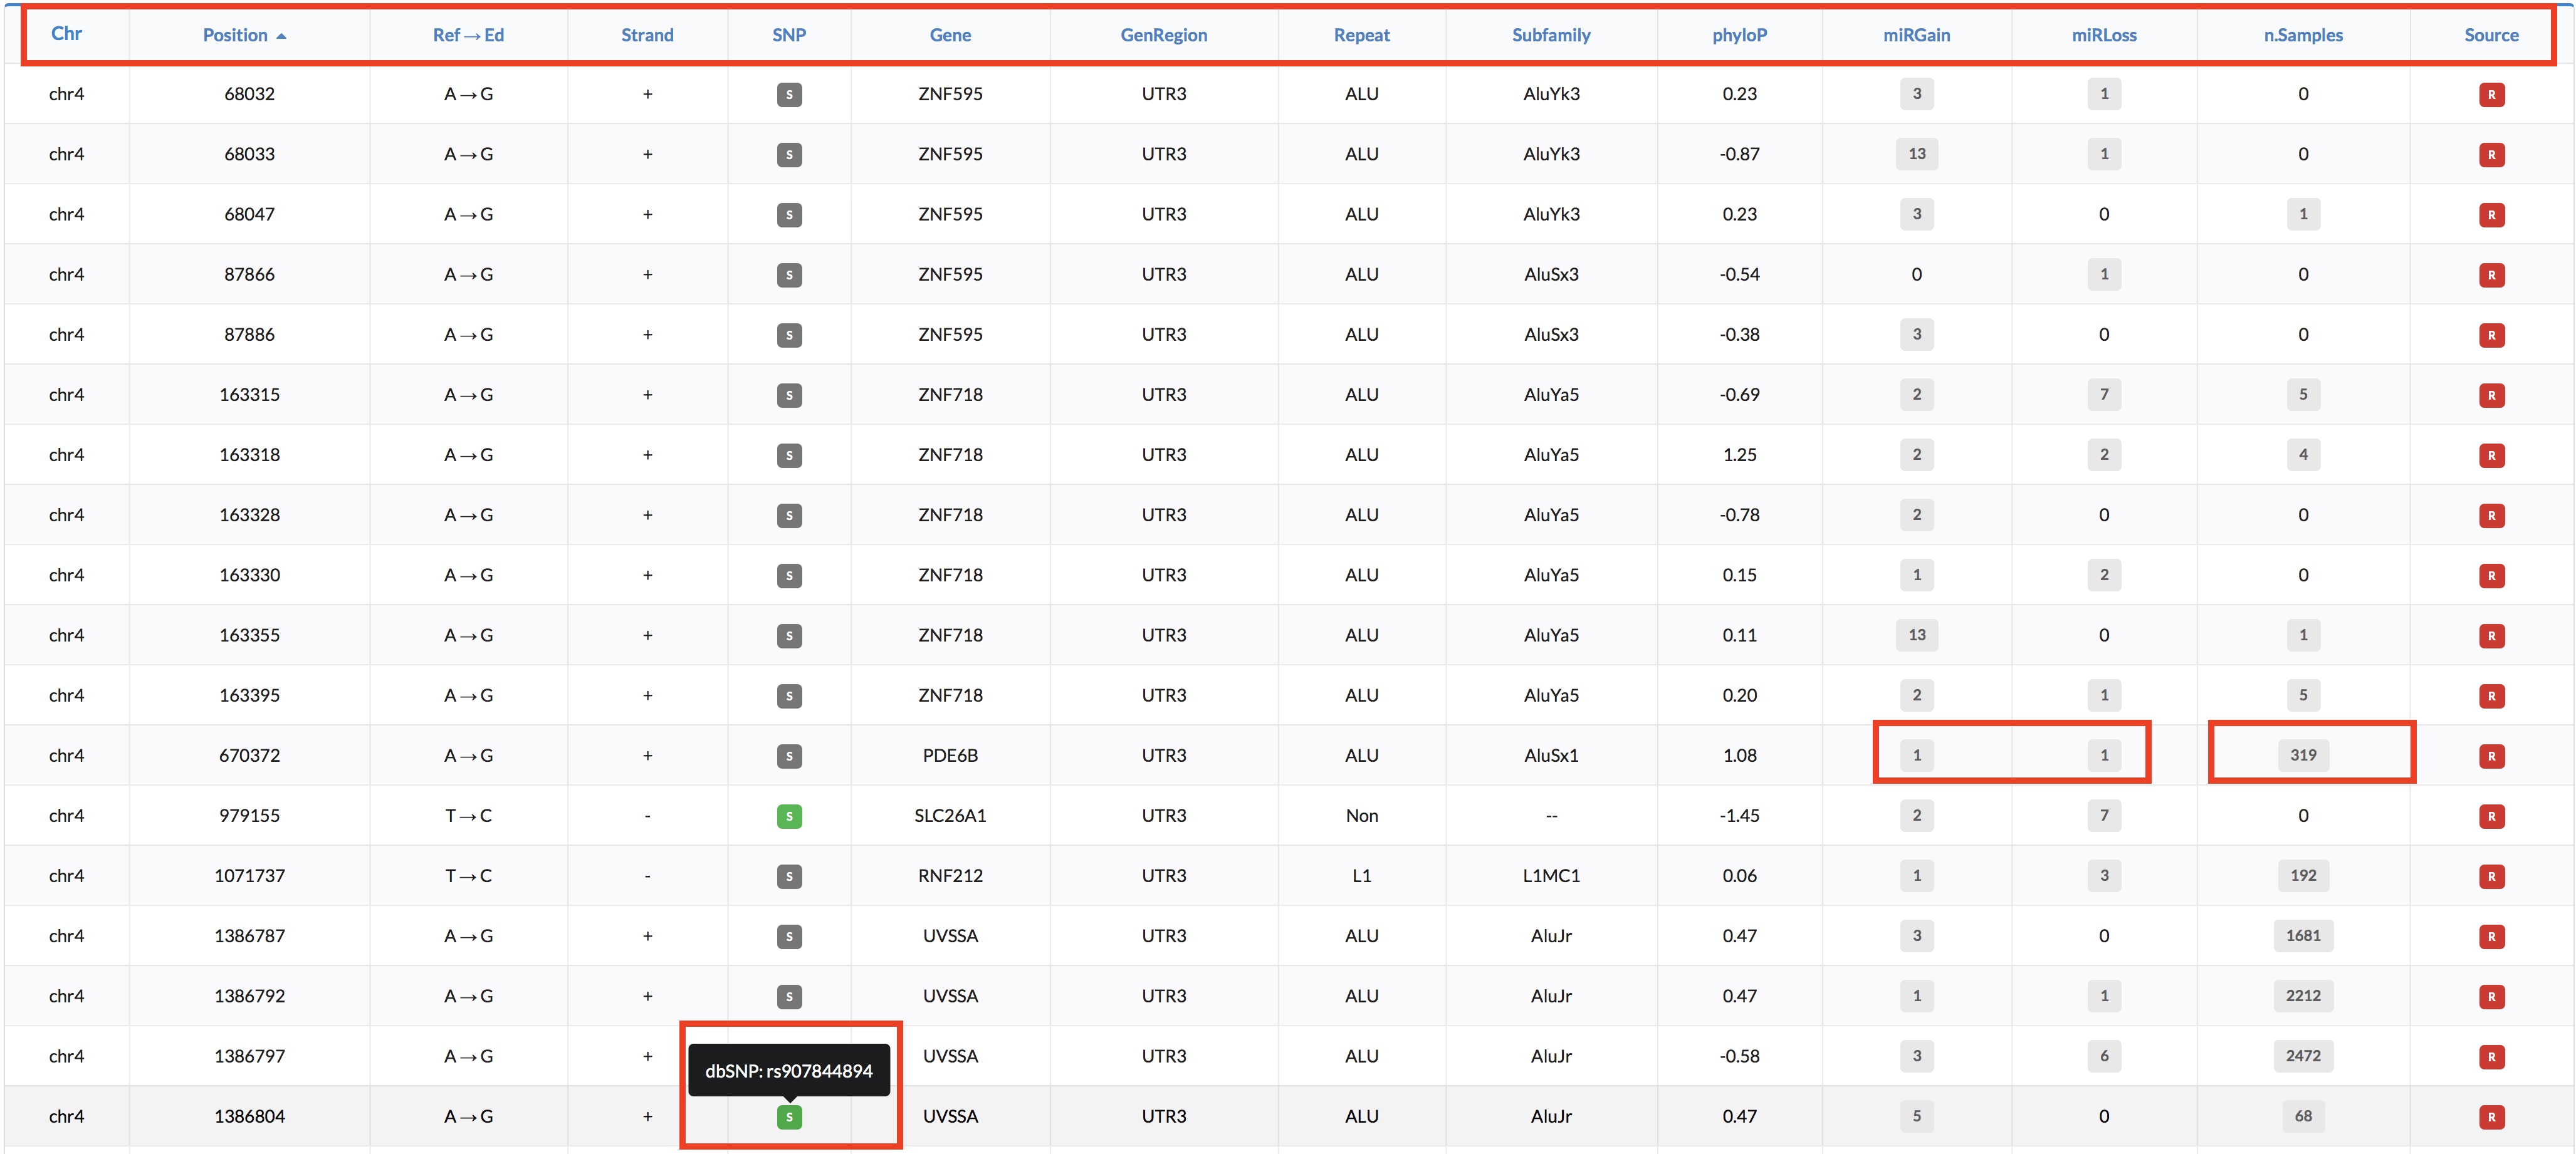 Chr Position Ref→Ed Strand SNP Gene GenRegion Repeat Subfamily phyloP miRGain miRLoss n.Samples Source
chr4 68032 A→G + S ZNF595 UTR3 ALU AluYk3 0.23 3 1 0 R
chr4 68033 A→G + S ZNF595 UTR3 ALU AluYk3 -0.87 13 1 0 R
chr4 68047 A→G + S ZNF595 UTR3 ALU AluYk3 0.23 3 0 1 R
chr4 87866 A→G + S ZNF595 UTR3 ALU AluSx3 -0.54 0 1 0 R
chr4 87886 A→G + S ZNF595 UTR3 ALU AluSx3 -0.38 3 0 0 R
chr4 163315 A→G + S ZNF718 UTR3 ALU AluYa5 -0.69 2 7 5 R
chr4 163318 A→G + S ZNF718 UTR3 ALU AluYa5 1.25 2 2 4 R
chr4 163328 A→G + S ZNF718 UTR3 ALU AluYa5 -0.78 2 0 0 R
chr4 163330 A→G + S ZNF718 UTR3 ALU AluYa5 0.15 1 2 0 R
chr4 163355 A→G + S ZNF718 UTR3 ALU AluYa5 0.11 13 0 1 R
chr4 163395 A→G + S ZNF718 UTR3 ALU AluYa5 0.20 2 1 5 R
chr4 670372 A→G + S PDE6B UTR3 ALU AluSx1 1.08 1 1 319 R
chr4 979155 T→C - S SLC26A1 UTR3 Non -- -1.45 2 7 0 R
chr4 1071737 T→C - S RNF212 UTR3 L1 L1MC1 0.06 1 3 192 R
chr4 1386787 A→G + S UVSSA UTR3 ALU AluJr 0.47 3 0 1681 R
chr4 1386792 A→G + S UVSSA UTR3 ALU AluJr 0.47 1 1 2212 R
chr4 1386797 A→G + UVSSA UTR3 ALU AluJr -0.58 3 6 2472 R
dbSNP: rs907844894
chr4 1386804 A→G + S UVSSA UTR3 ALU AluJr 0.47 5 0 68 R